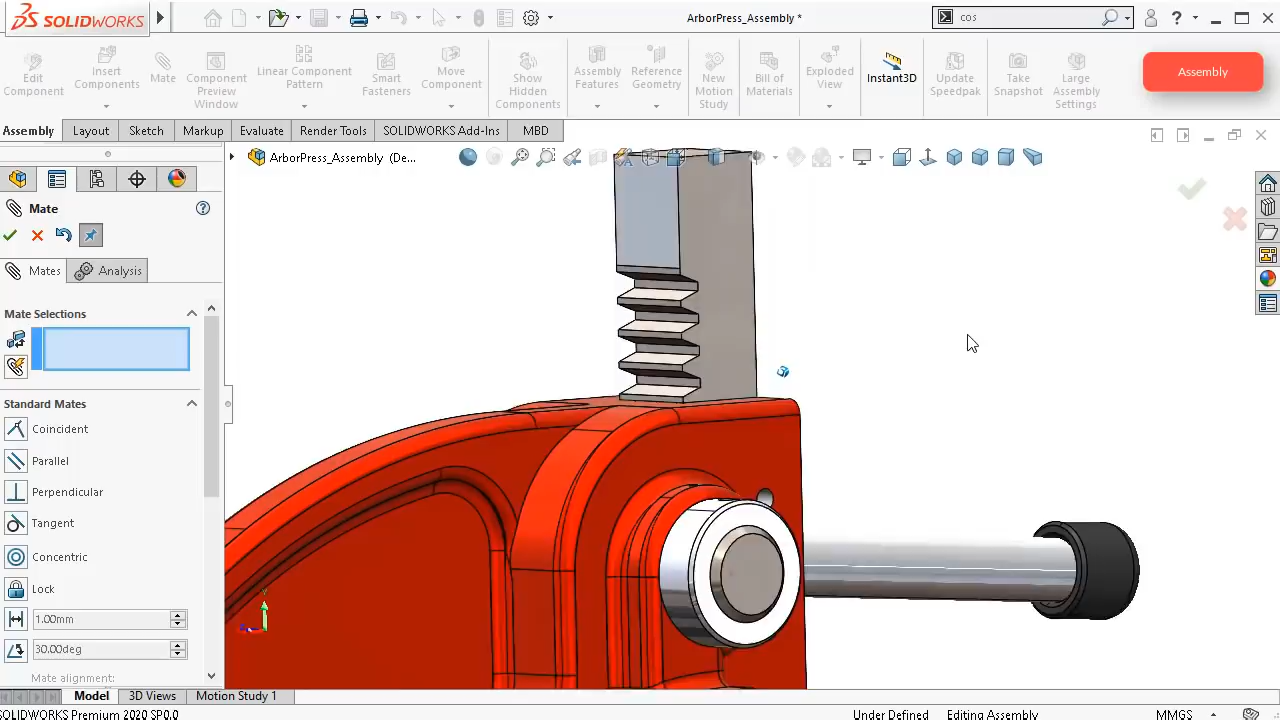 SOLIDWORKS
ArborPress_Assembly *
cos
Edit Component
Insert Components
Mate
Component Preview Window
Linear Component Pattern
Smart Fasteners
Move Component
Show Hidden Components
Assembly Features
Reference Geometry
New Motion Study
Bill of Materials
Exploded View
Instant3D
Update Speedpak
Take Snapshot
Large Assembly Settings
Assembly
Assembly Layout Sketch Markup Evaluate Render Tools SOLIDWORKS Add-Ins MBD
ArborPress_Assembly (De...
Mate
Mates Analysis
Mate Selections
Standard Mates
Coincident
Parallel
Perpendicular
Tangent
Concentric
Lock
1.00mm
30.00deg
Mate alignment:
Model 3D Views Motion Study 1
SOLIDWORKS Premium 2020 SP0.0 Under Defined Editing Assembly MMGS